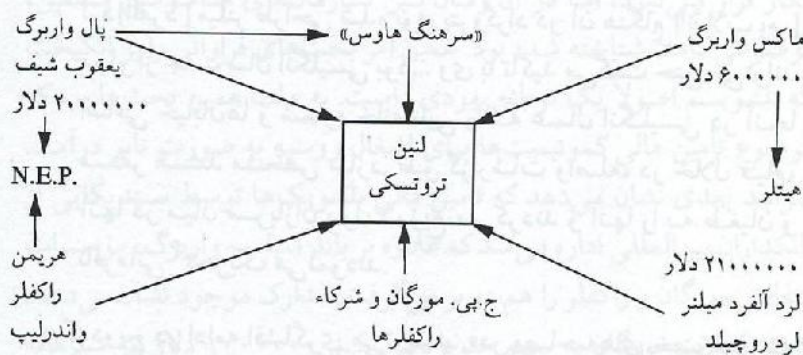 ماکس واربرگ
۶۰۰۰۰۰۰ دلار
هیتلر
«سرهنگ هاوس»
پال واربرگ
یعقوب شیف
۲۰۰۰۰۰۰۰ دلار
N.E.P.
لنین
تروتسکی
هریمن
راکفلر
واندرلیپ
ج.پی. مورگان و شرکاء
راکفلرها
۲۱۰۰۰۰۰۰ دلار
لرد آلفرد میلنر
لرد روچیلد